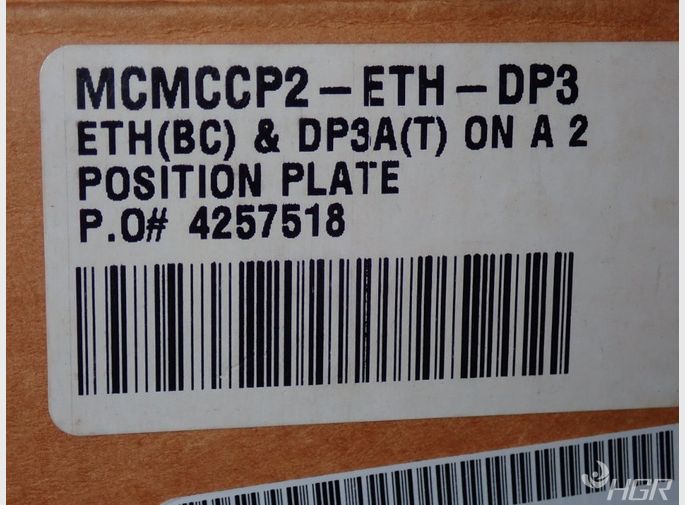 MCMCCP2-ETH-DP3
ETH(BC) & DP3A(T) ON A 2
POSITION PLATE
P.O# 4257518
HGR